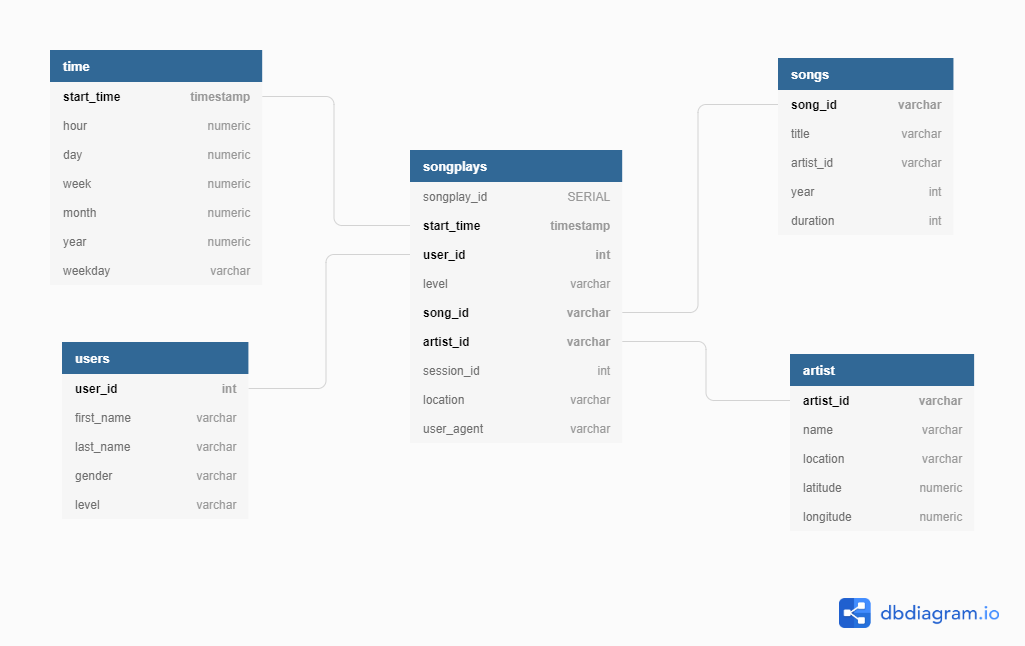 time
start_time timestamp
hour numeric
day numeric
week numeric
month numeric
year numeric
weekday varchar
users
user_id int
first_name varchar
last_name varchar
gender varchar
level varchar
songplays
songplay_id SERIAL
start_time timestamp
user_id int
level varchar
song_id varchar
artist_id varchar
session_id int
location varchar
user_agent varchar
songs
song_id varchar
title varchar
artist_id varchar
year int
duration int
artist
artist_id varchar
name varchar
location varchar
latitude numeric
longitude numeric
dbdiagram.io